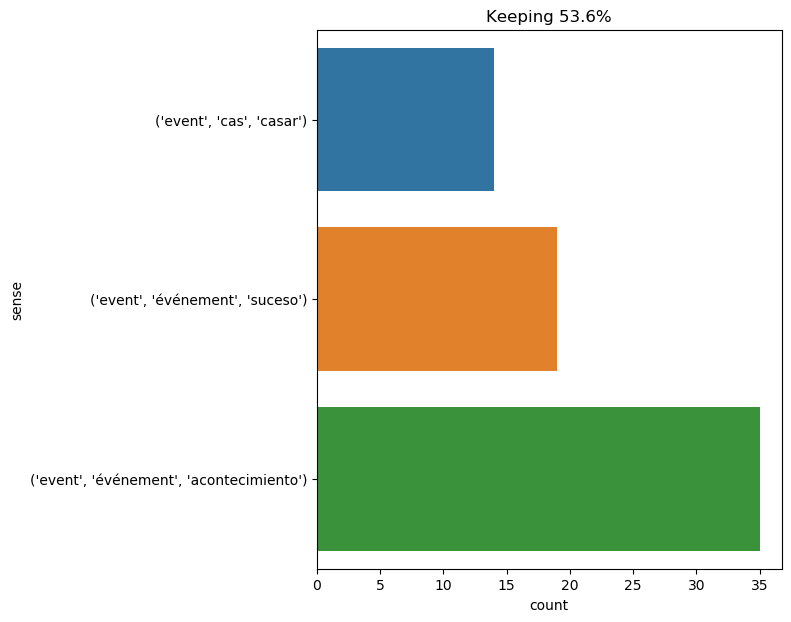 Keeping 53.6%
('event', 'cas', 'casar')
('event', 'événement', 'suceso')
('event', 'événement', 'acontecimiento')
sense
0 5 10 15 20 25 30 35
count